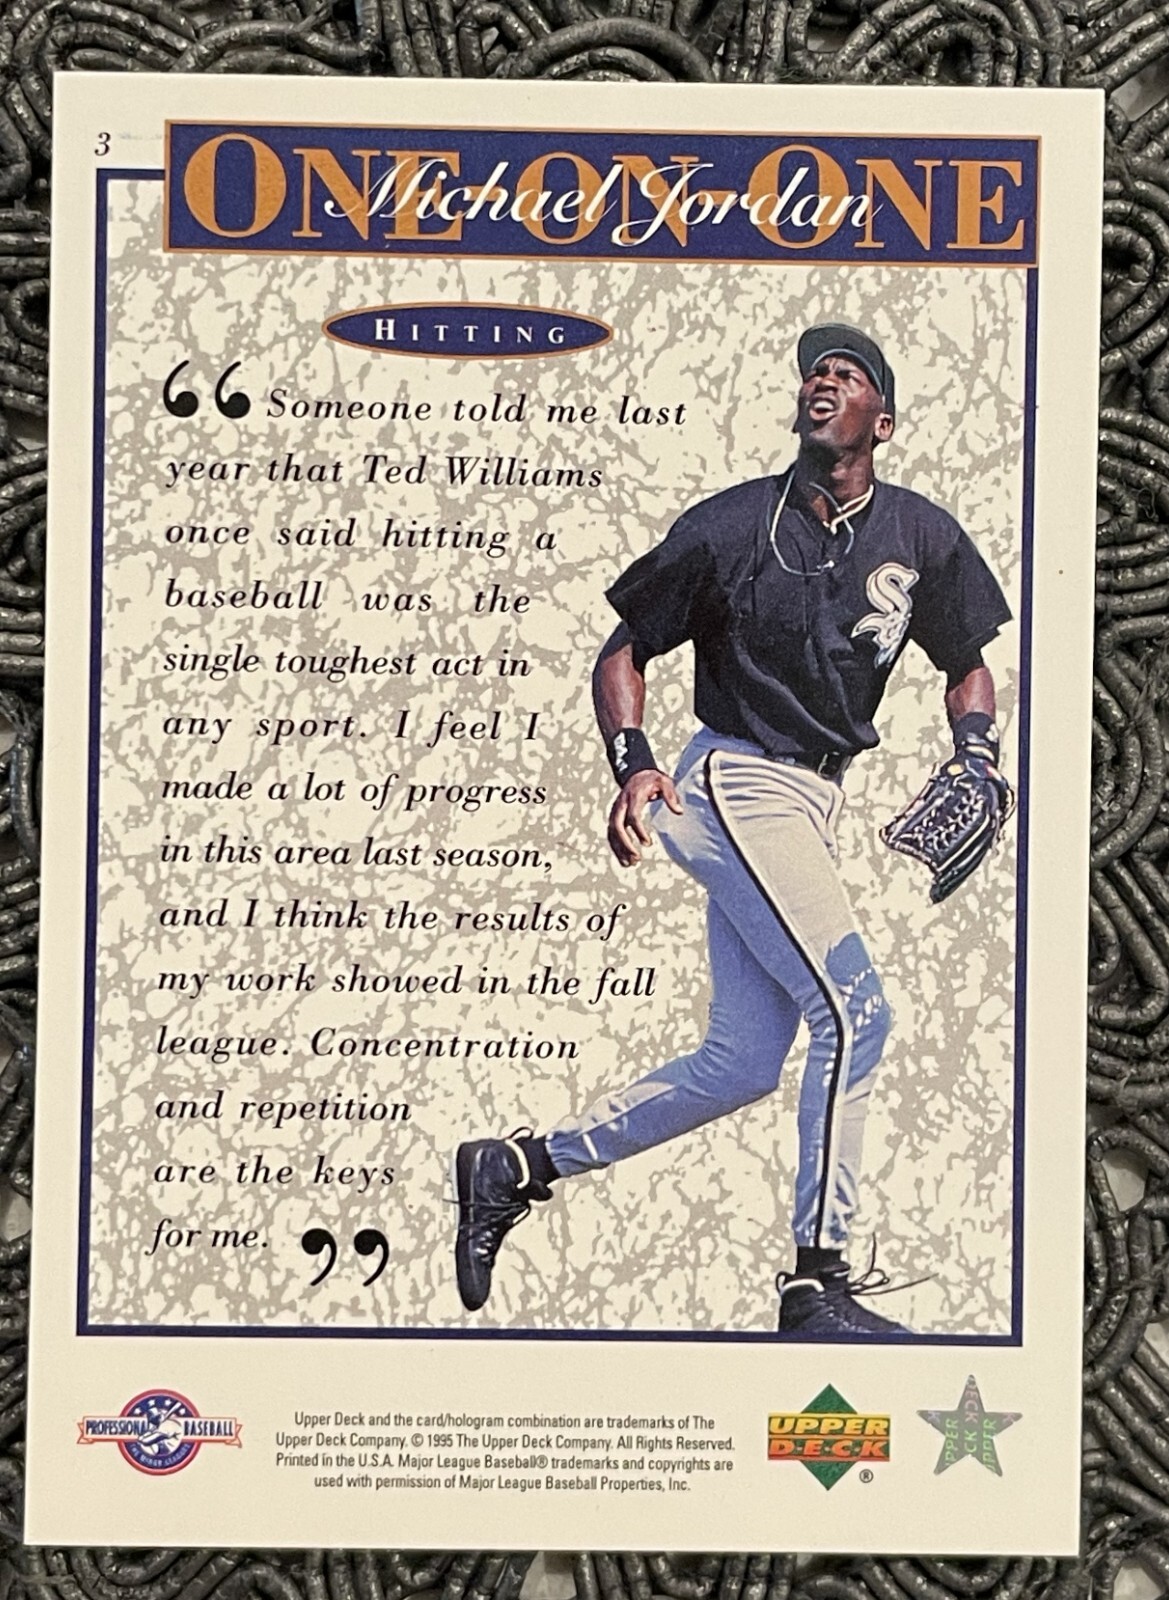 3
ONE-ON-ONE
Michael Jordan
HITTING
“Someone told me last
year that Ted Williams
once said hitting a
baseball was the
single toughest act in
any sport. I feel I
made a lot of progress
in this area last season,
and I think the results of
my work showed in the fall
league. Concentration
and repetition
are the keys
for me.”
Sox
PROFESSIONAL BASEBALL
Upper Deck and the card/hologram combination are trademarks of The
Upper Deck Company. © 1995 The Upper Deck Company. All Rights Reserved.
Printed in the U.S.A. Major League Baseball® trademarks and copyrights are
used with permission of Major League Baseball Properties, Inc.
UPPER
D·E·C·K
®